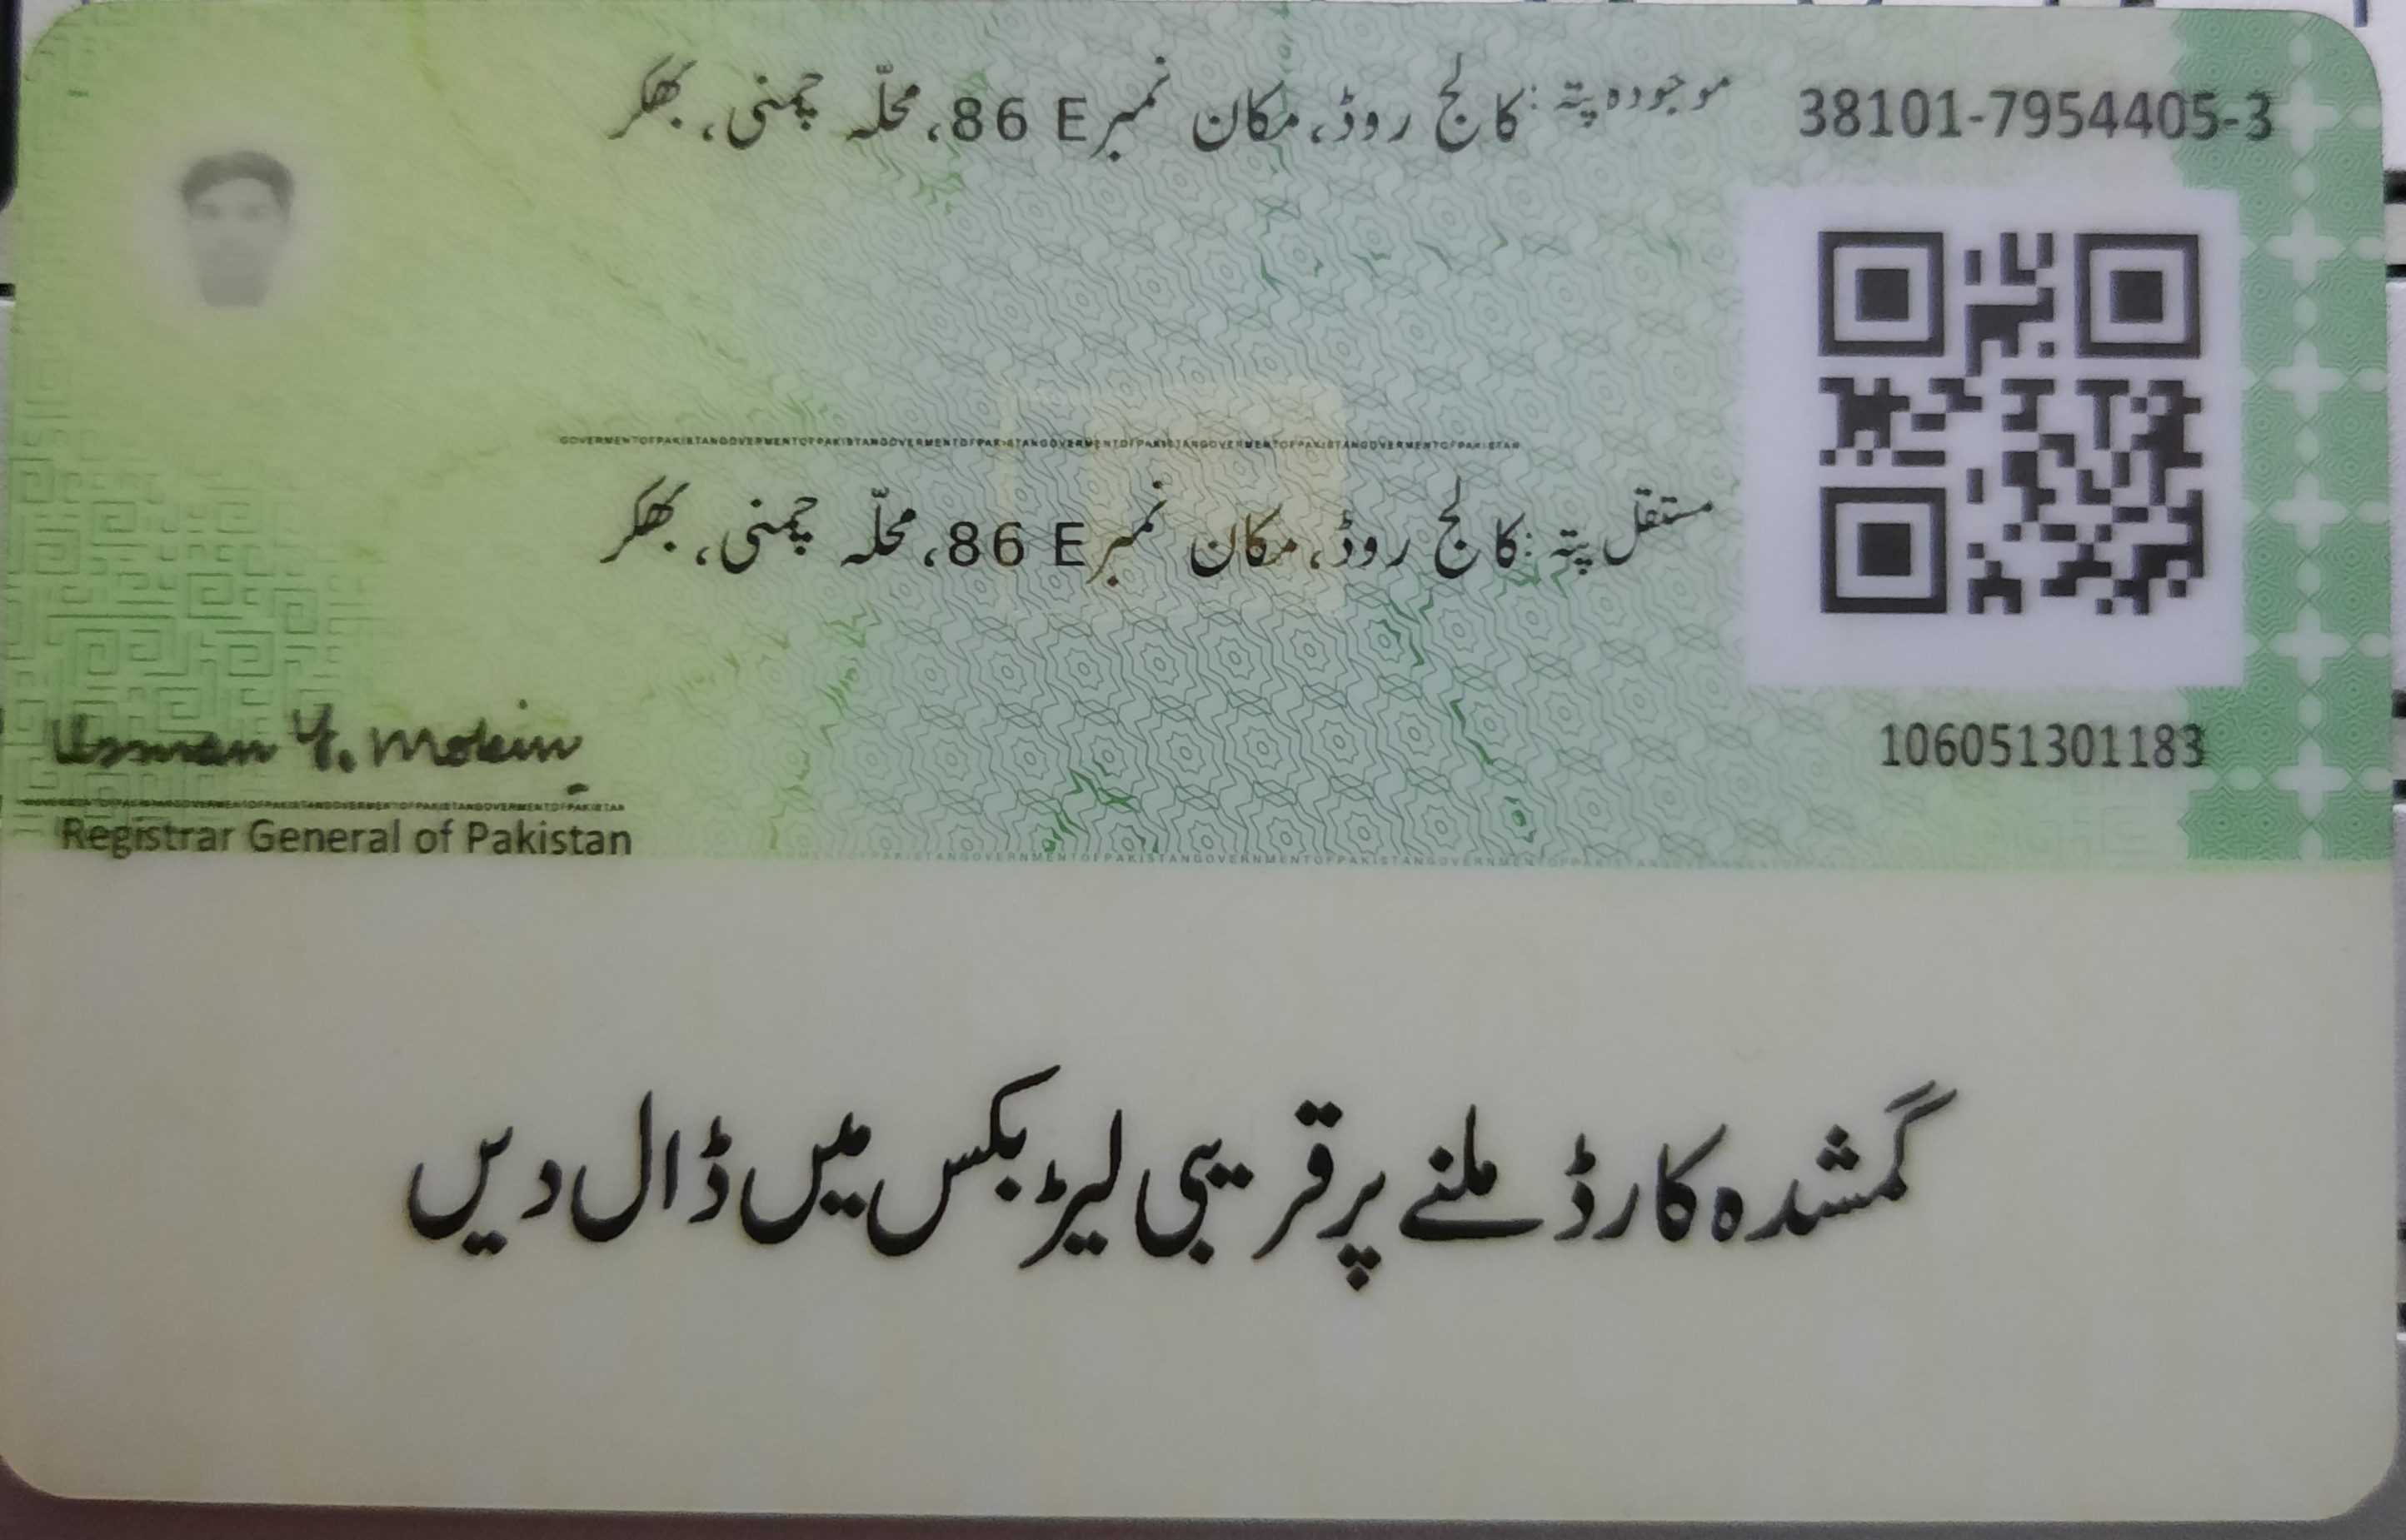 موجودہ پتہ: کالج روڈ، مکان نمبر 86 E، محلّہ چمنی، بھکر
38101-7954405-3
GOVERMENTOFPAKISTANGOVERMENTOFPAKISTANGOVERMENTOFPAKISTANGOVERMENTOFPAKISTANGOVERMENTOFPAKISTANGOVERMENTOFPAKISTAN
مستقل پتہ: کالج روڈ، مکان نمبر 86 E، محلّہ چمنی، بھکر
106051301183
Usman Y. Mobin
Registrar General of Pakistan
گمشدہ کارڈ ملنے پر قریبی لیٹر بکس میں ڈال دیں